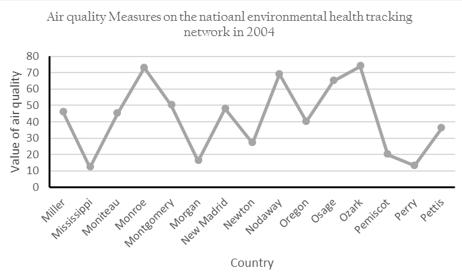 Air quality Measures on the natioanl environmental health tracking
network in 2004
80
70
60
50
40
30
20
10
0
Value of air quality
Miller
Mississippi
Moniteau
Monroe
Montgomery
Morgan
New Madrid
Newton
Nodaway
Oregon
Osage
Ozark
Pemiscot
Perry
Pettis
Country